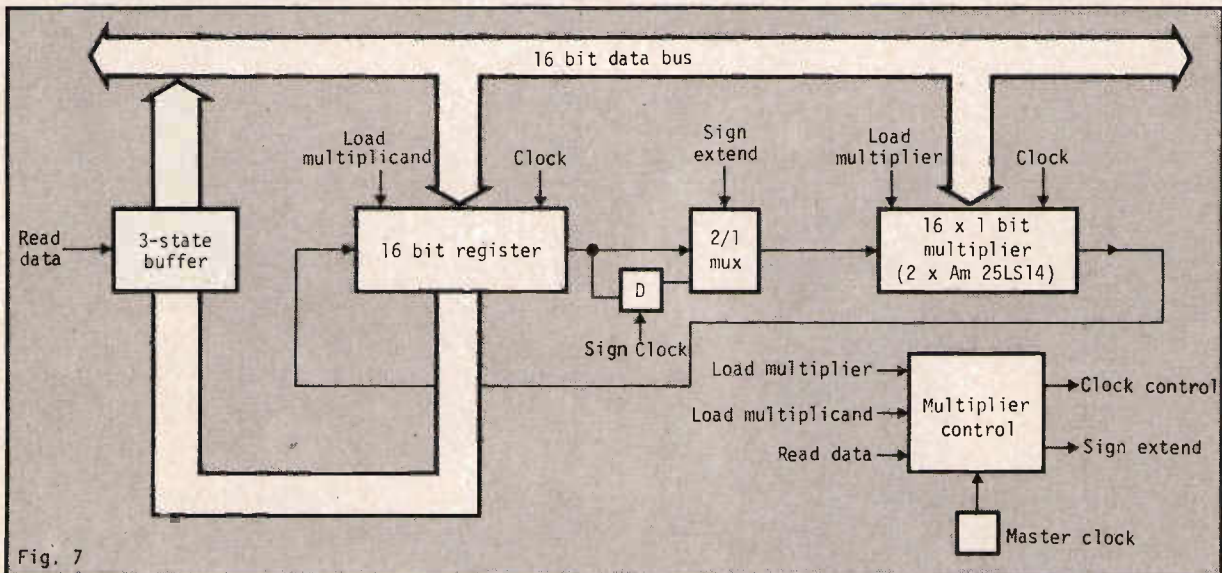 16 bit data bus
Load
multiplicand
Clock
Sign
extend
Load
multiplier
Clock
Read
data
3-state
buffer
16 bit register
D
Sign Clock
2/1
mux
16 x 1 bit
multiplier
(2 x Am 25LS14)
Load multiplier
Load multiplicand
Read data
Multiplier
control
Clock control
Sign extend
Master clock
Fig. 7